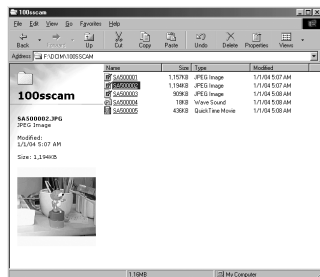 100sscam
File Edit View Go Favorites Help
Back Forward Up Cut Copy Paste Undo Delete Properties Views
Address F:\DCIM\100SSCAM
Name Size Type Modified
SA500001 1,157KB JPEG Image 1/1/04 5:07 AM
SA500002 1,194KB JPEG Image 1/1/04 5:07 AM
SA500003 909KB JPEG Image 1/1/04 5:08 AM
SA500004 18KB Wave Sound 1/1/04 5:08 AM
SA500005 436KB QuickTime Movie 1/1/04 5:08 AM
100sscam
SA500002.JPG
JPEG Image
Modified:
1/1/04 5:07 AM
Size: 1,194KB
1.16MB My Computer